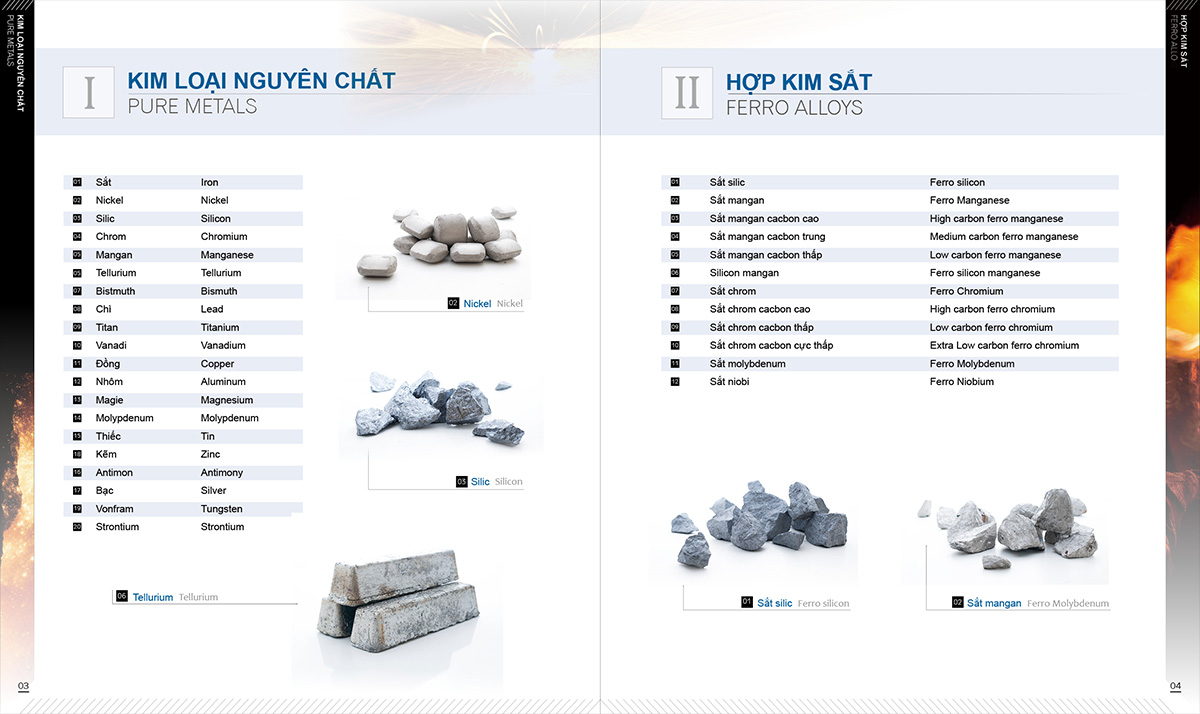 KIM LOẠI NGUYÊN CHẤT
PURE METALS
I
KIM LOẠI NGUYÊN CHẤT
PURE METALS
01 Sắt Iron
02 Nickel Nickel
03 Silic Silicon
04 Chrom Chromium
05 Mangan Manganese
05 Tellurium Tellurium
07 Bistmuth Bismuth
08 Chì Lead
09 Titan Titanium
10 Vanadi Vanadium
11 Đồng Copper
12 Nhôm Aluminum
13 Magie Magnesium
14 Molypdenum Molypdenum
15 Thiếc Tin
18 Kẽm Zinc
16 Antimon Antimony
17 Bạc Silver
19 Vonfram Tungsten
20 Strontium Strontium
02 Nickel Nickel
03 Silic Silicon
06 Tellurium Tellurium
03
II
HỢP KIM SẮT
FERRO ALLOYS
01 Sắt silic Ferro silicon
02 Sắt mangan Ferro Manganese
03 Sắt mangan cacbon cao High carbon ferro manganese
04 Sắt mangan cacbon trung Medium carbon ferro manganese
05 Sắt mangan cacbon thấp Low carbon ferro manganese
06 Silicon mangan Ferro silicon manganese
07 Sắt chrom Ferro Chromium
08 Sắt chrom cacbon cao High carbon ferro chromium
09 Sắt chrom cacbon thấp Low carbon ferro chromium
10 Sắt chrom cacbon cực thấp Extra Low carbon ferro chromium
11 Sắt molybdenum Ferro Molybdenum
12 Sắt niobi Ferro Niobium
01 Sắt silic Ferro silicon
02 Sắt mangan Ferro Molybdenum
HỢP KIM SẮT
FERRO ALLO
04